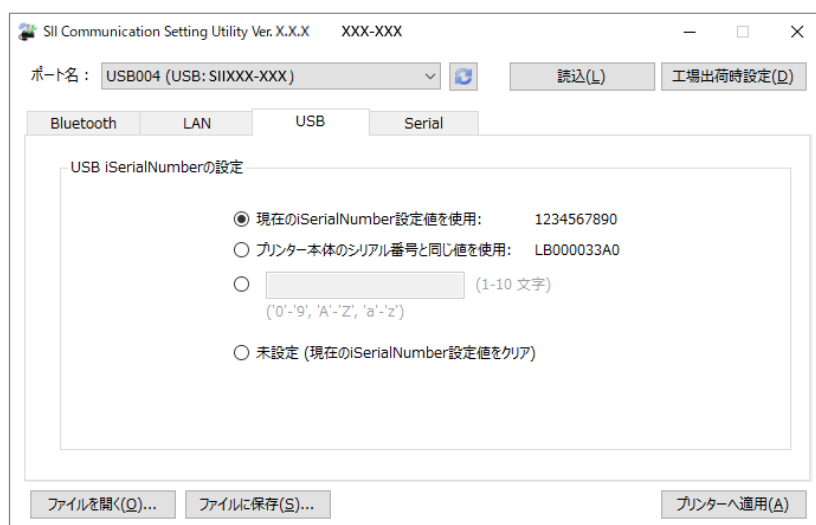 SII Communication Setting Utility Ver. X.X.X XXX-XXX
ポート名： USB004 (USB: SIIXXX-XXX) 読込(L) 工場出荷時設定(D)
Bluetooth LAN USB Serial
USB iSerialNumberの設定
現在のiSerialNumber設定値を使用: 1234567890
プリンター本体のシリアル番号と同じ値を使用: LB000033A0
(1-10 文字)
('0'-'9', 'A'-'Z', 'a'-'z')
未設定 (現在のiSerialNumber設定値をクリア)
ファイルを開く(O)... ファイルに保存(S)... プリンターへ適用(A)